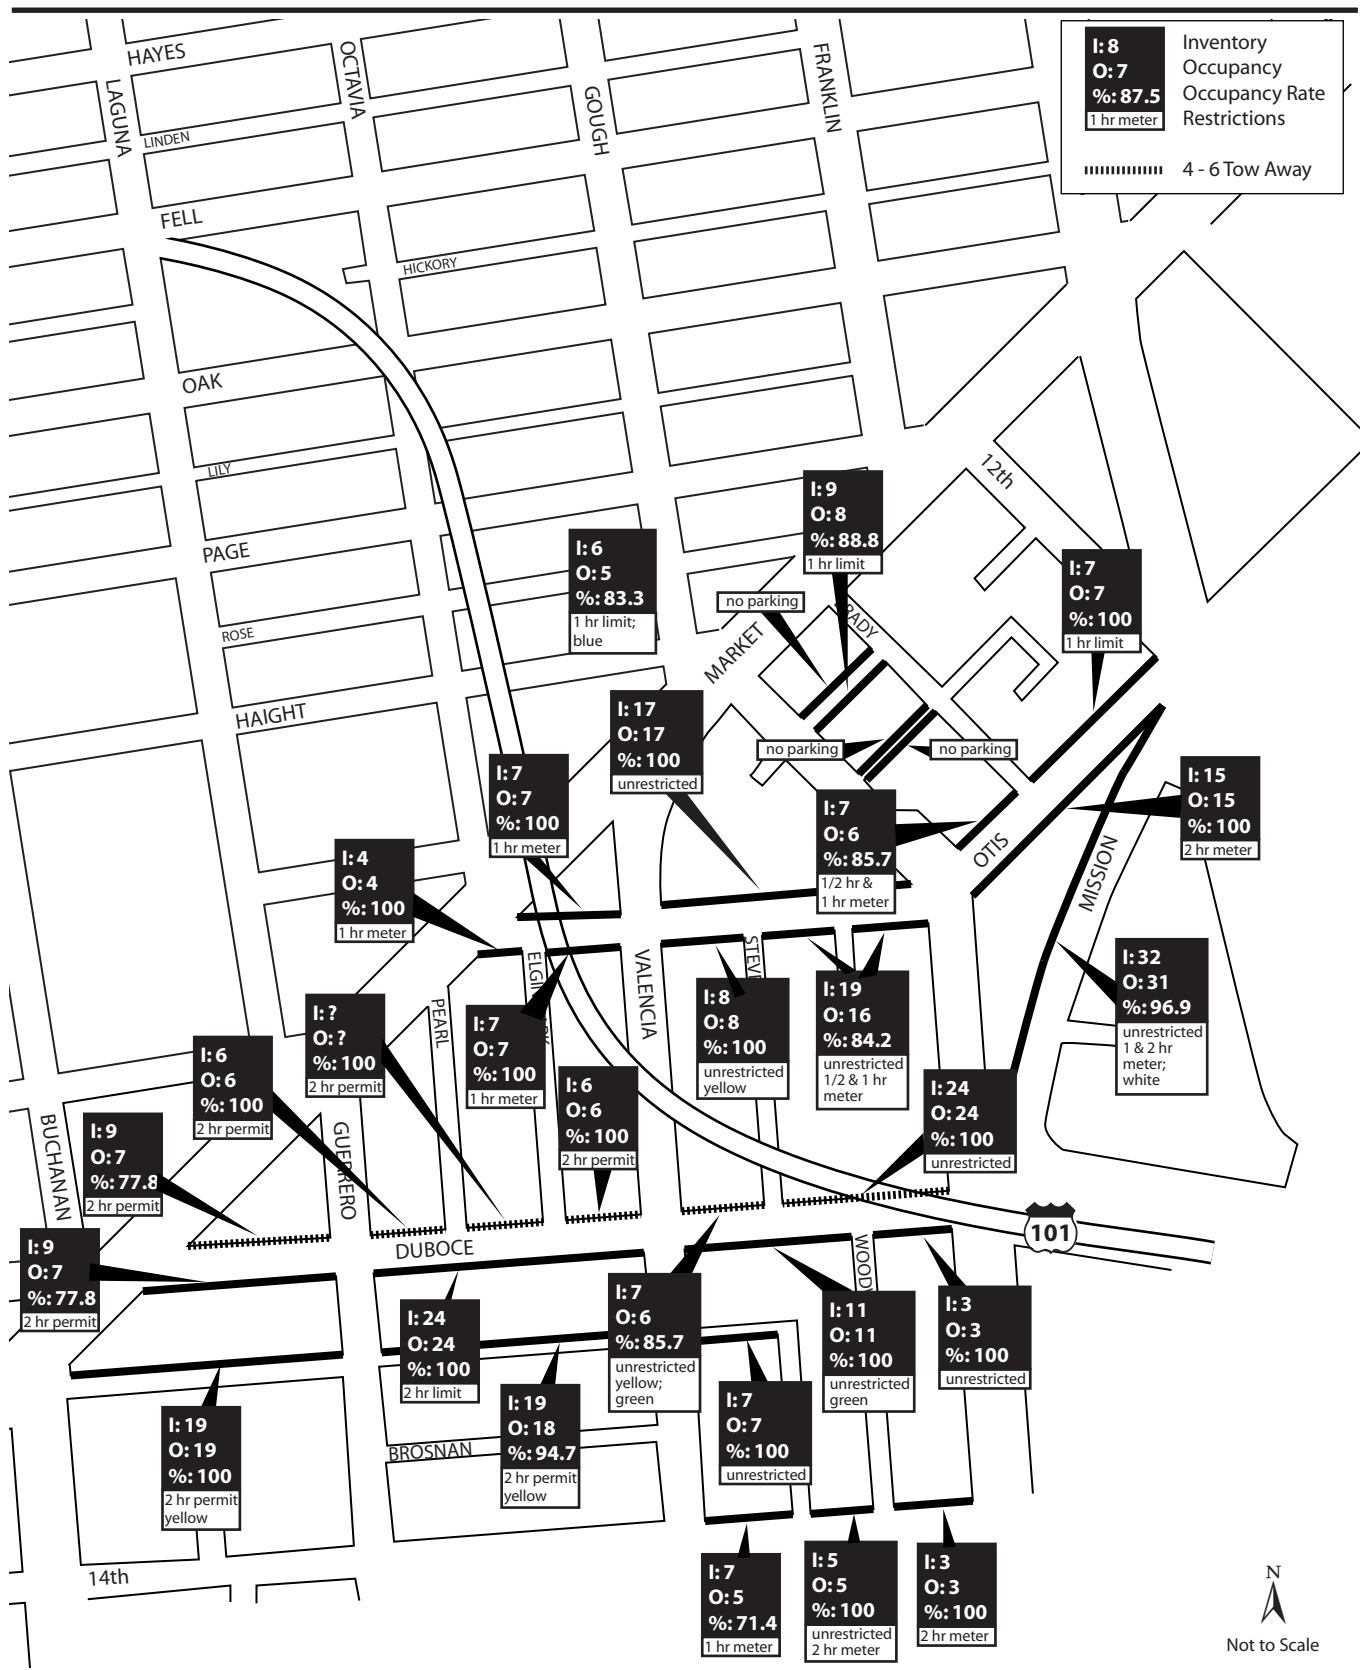 HAYES
OCTAVIA
LAGUNA
LINDEN
GOUGH
FRANKLIN
I: 8
O: 7
%: 87.5
1 hr meter
Inventory
Occupancy
Occupancy Rate
Restrictions
4 - 6 Tow Away
FELL
HICKORY
OAK
LILY
PAGE
ROSE
HAIGHT
12th
MARKET
I: 9
O: 8
%: 88.8
1 hr limit
I: 6
O: 5
%: 83.3
1 hr limit;
blue
no parking
I: 7
O: 7
%: 100
1 hr limit
I: 17
O: 17
%: 100
unrestricted
no parking
no parking
I: 7
O: 7
%: 100
1 hr meter
I: 7
O: 6
%: 85.7
1/2 hr &
1 hr meter
OTIS
I: 15
O: 15
%: 100
2 hr meter
MISSION
I: 4
O: 4
%: 100
1 hr meter
VALENCIA
PEARL
I: 32
O: 31
%: 96.9
unrestricted
1 & 2 hr
meter;
white
I: 8
O: 8
%: 100
unrestricted
yellow
I: 19
O: 16
%: 84.2
unrestricted
1/2 & 1 hr
meter
I: ?
O: ?
%: 100
2 hr permit
I: 7
O: 7
%: 100
1 hr meter
I: 6
O: 6
%: 100
2 hr permit
I: 6
O: 6
%: 100
2 hr permit
I: 24
O: 24
%: 100
unrestricted
BUCHANAN
I: 9
O: 7
%: 77.8
2 hr permit
GUERRERO
DUBOCE
101
I: 9
O: 7
%: 77.8
2 hr permit
I: 24
O: 24
%: 100
2 hr limit
I: 7
O: 6
%: 85.7
unrestricted
yellow;
green
I: 11
O: 11
%: 100
unrestricted
green
I: 3
O: 3
%: 100
unrestricted
I: 19
O: 19
%: 100
2 hr permit
yellow
BROSNAN
I: 19
O: 18
%: 94.7
2 hr permit
yellow
I: 7
O: 7
%: 100
unrestricted
14th
I: 7
O: 5
%: 71.4
1 hr meter
I: 5
O: 5
%: 100
unrestricted
2 hr meter
I: 3
O: 3
%: 100
2 hr meter
N
Not to Scale